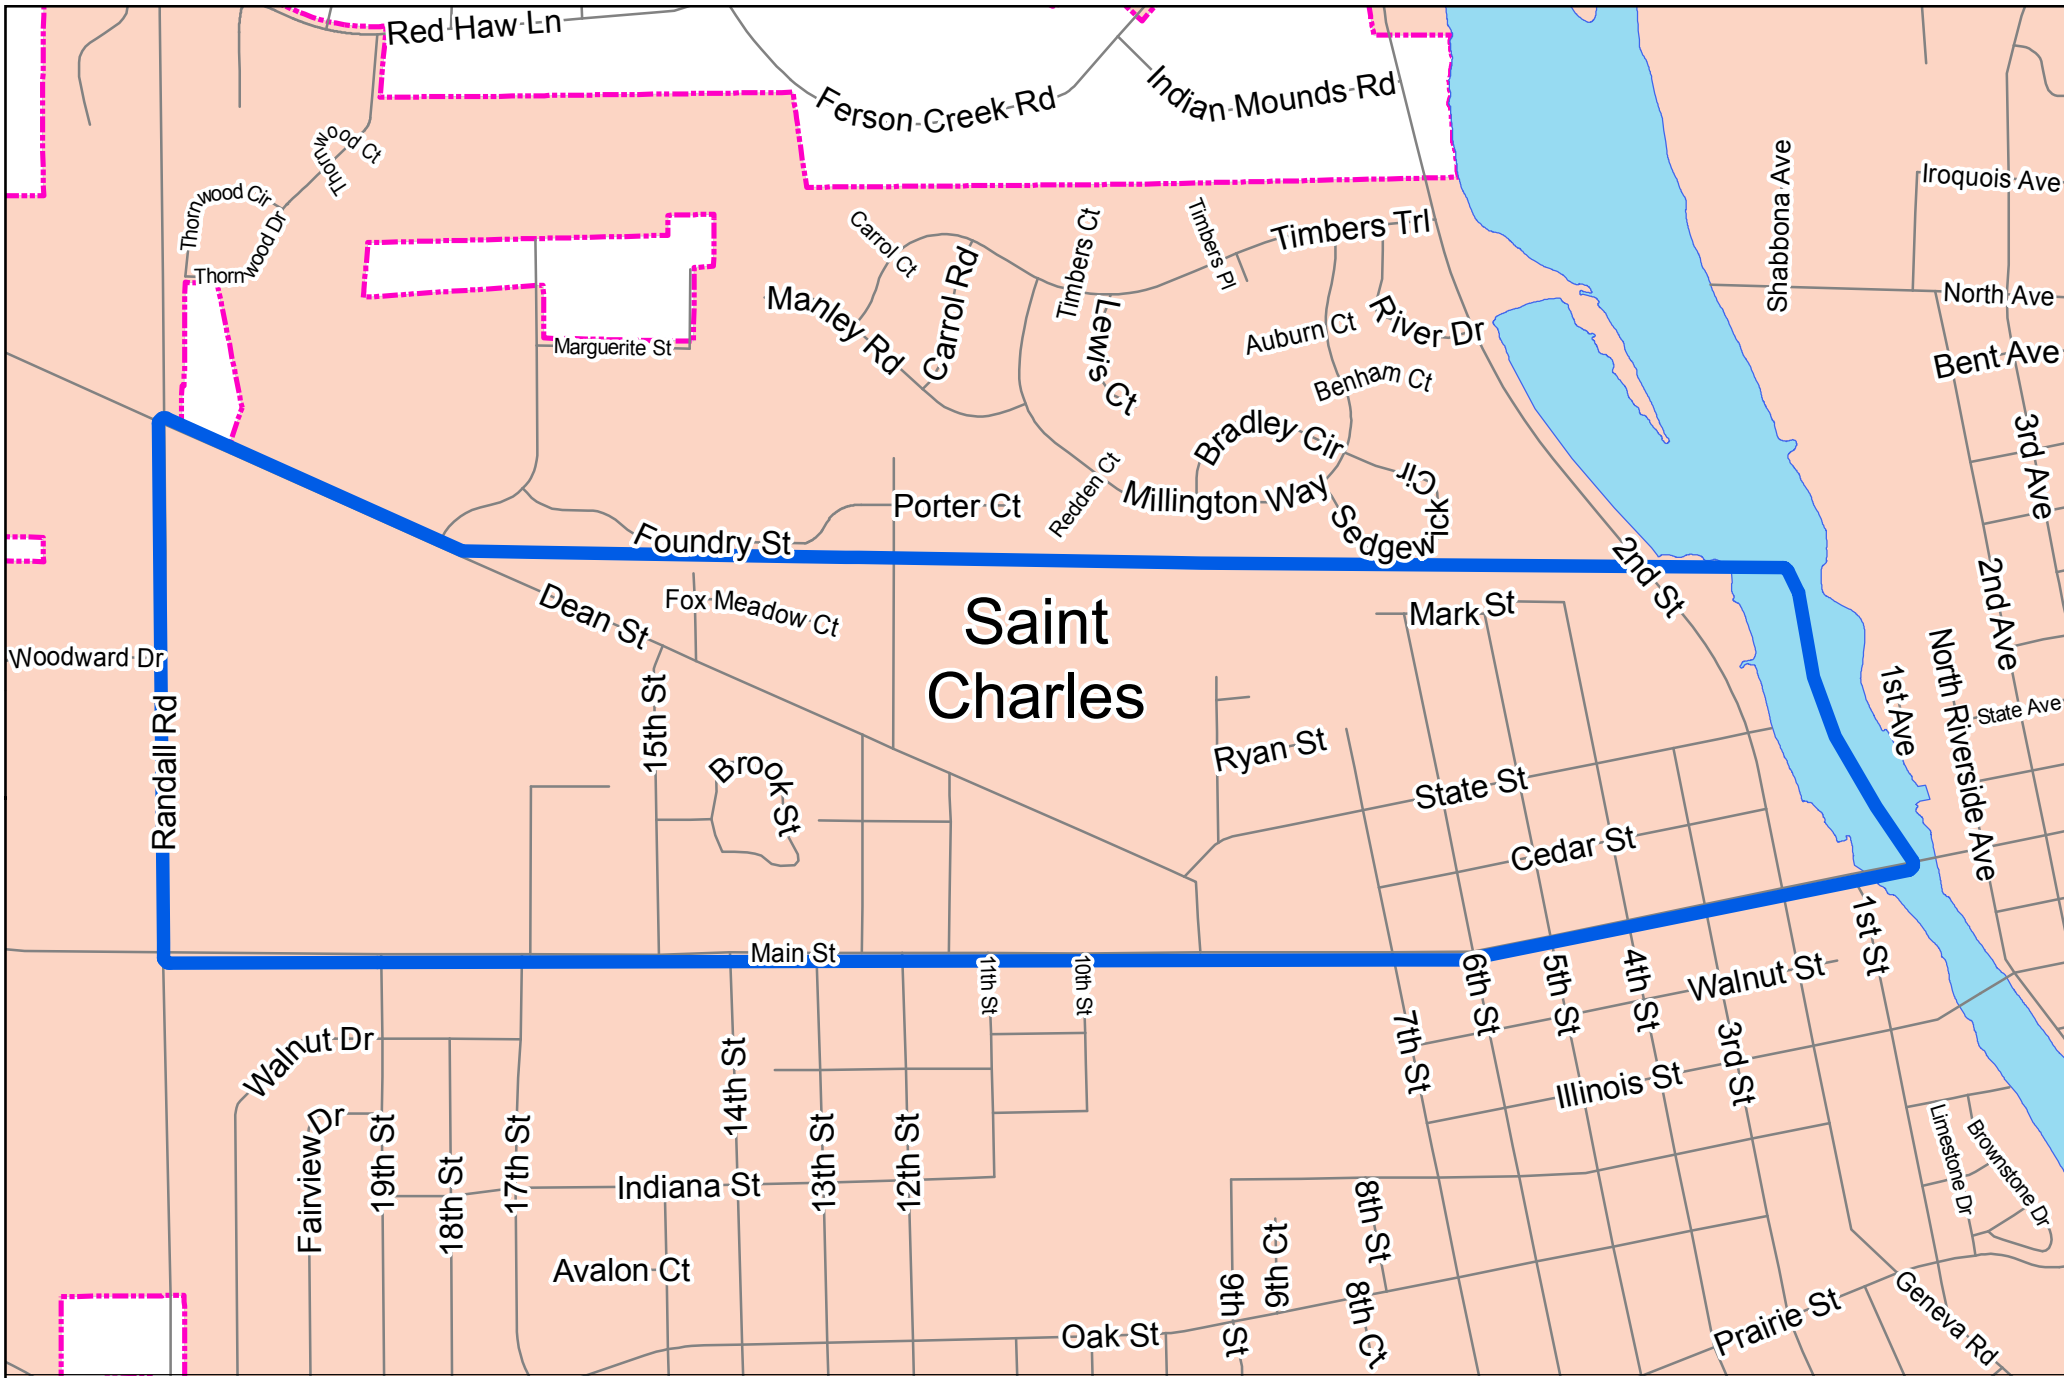 Red Haw Ln
Ferson Creek Rd
Indian Mounds Rd
Thornwood Ct
Thornwood Cir
Thornwood Dr
Shabbona Ave
Iroquois Ave
North Ave
Bent Ave
3rd Ave
2nd Ave
Carrol Ct
Carrol Rd
Manley Rd
Timbers Ct
Timbers Pl
Timbers Trl
Lewis Ct
Auburn Ct
River Dr
Benham Ct
Marguerite St
Bradley Cir
Sedgewick Cir
Millington Way
Redden Ct
Porter Ct
Foundry St
Dean St
Fox Meadow Ct
Saint
Charles
Mark St
2nd St
Woodward Dr
Randall Rd
15th St
Brook St
Ryan St
State St
Cedar St
1st Ave
North Riverside Ave
State Ave
Main St
11th St
10th St
7th St
6th St
5th St
4th St
3rd St
Walnut St
1st St
Illinois St
Walnut Dr
Fairview Dr
19th St
18th St
17th St
14th St
13th St
12th St
Indiana St
Avalon Ct
Oak St
9th St
9th Ct
8th St
8th Ct
Limestone Dr
Brownstone Dr
Prairie St
Geneva Rd